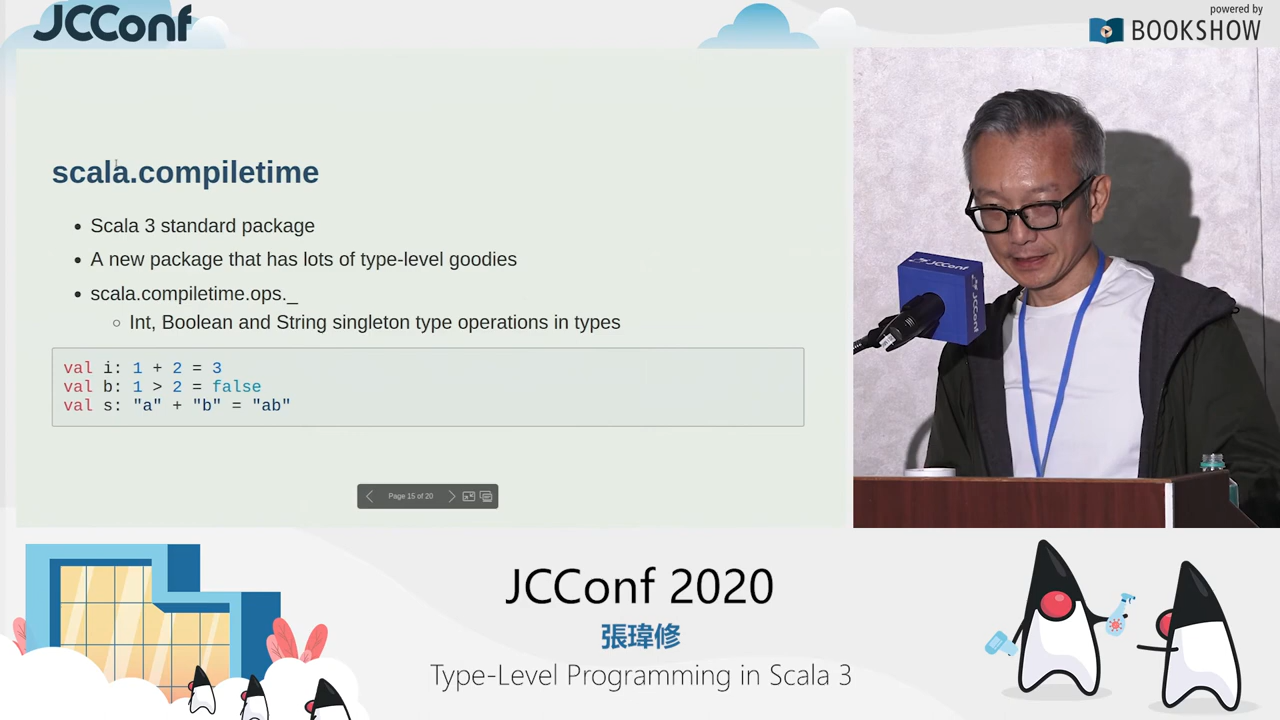 JCConf
powered by
BOOKSHOW
scala.compiletime
• Scala 3 standard package
• A new package that has lots of type-level goodies
• scala.compiletime.ops._
○ Int, Boolean and String singleton type operations in types
val i: 1 + 2 = 3
val b: 1 > 2 = false
val s: "a" + "b" = "ab"
Page 15 of 20
JCConf
JCConf
JCConf 2020
張瑋修
Type-Level Programming in Scala 3